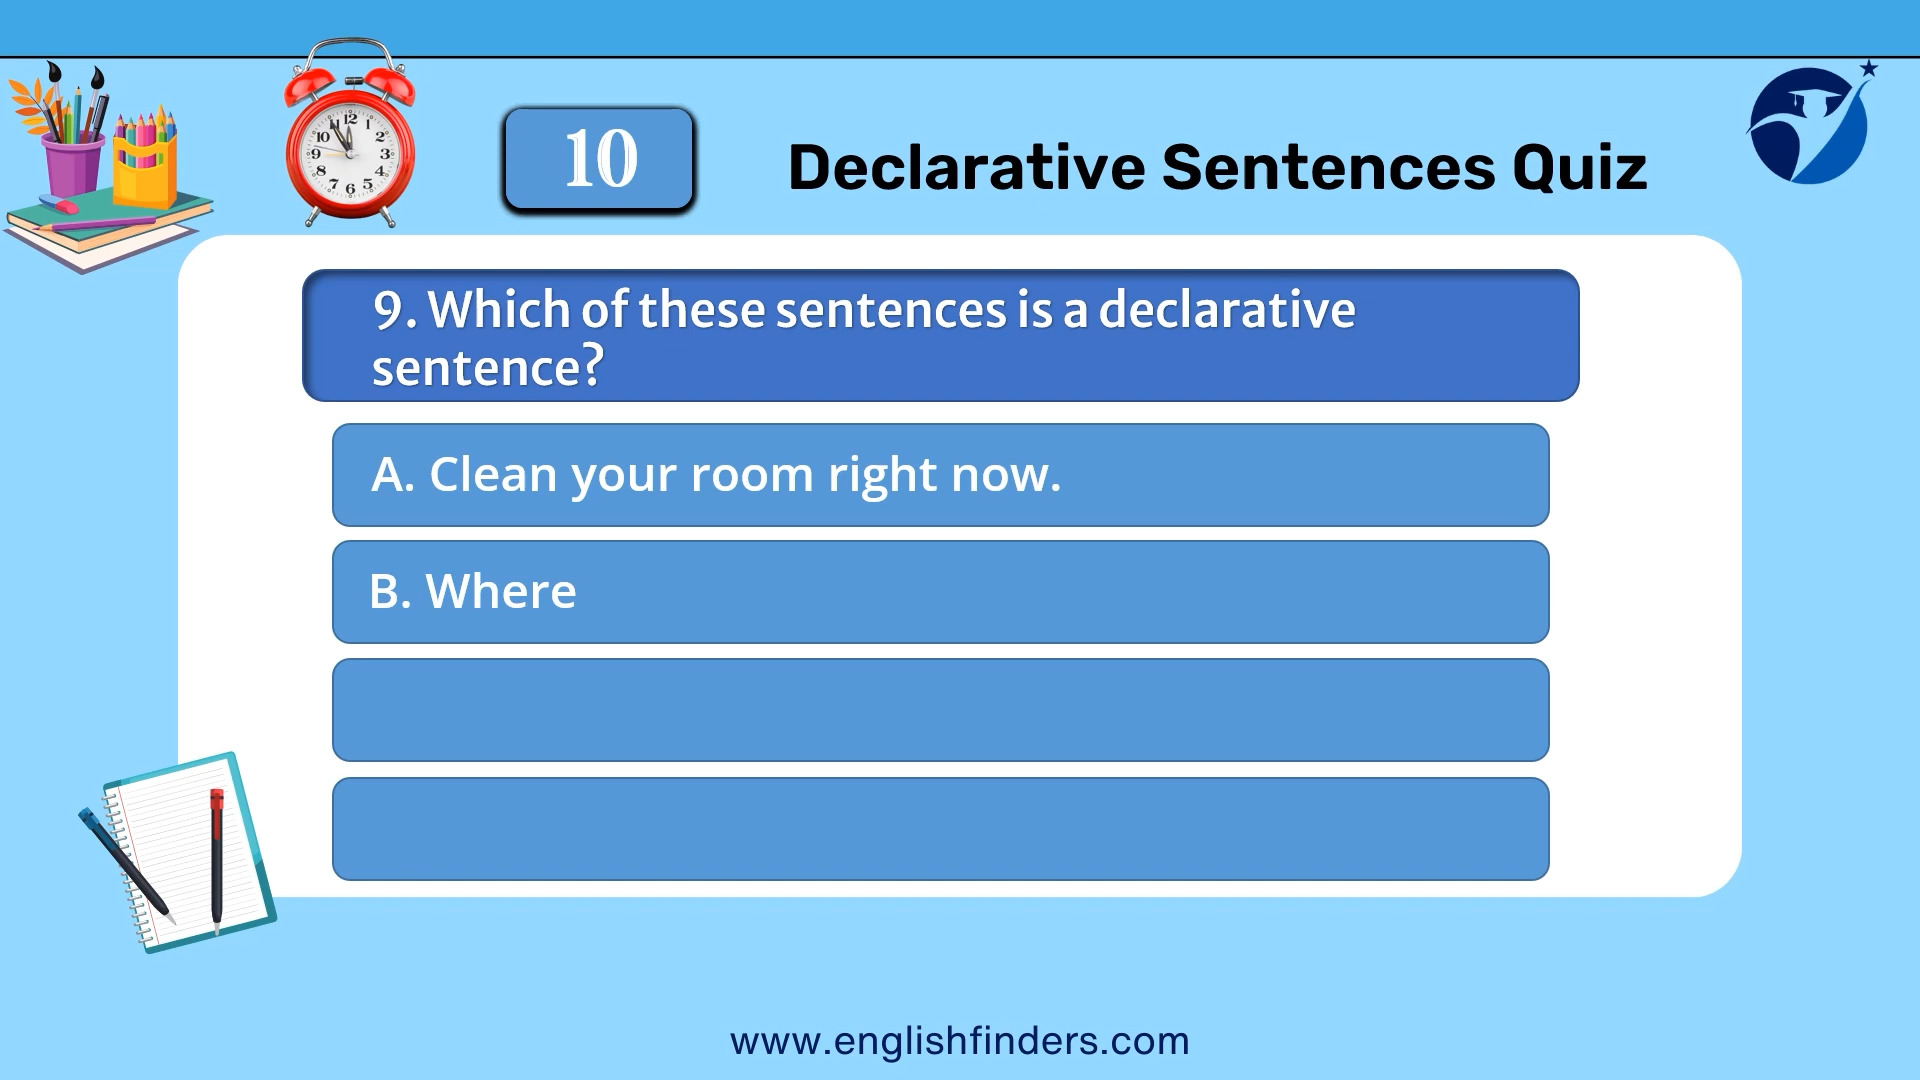 10
Declarative Sentences Quiz
9. Which of these sentences is a declarative
sentence?
A. Clean your room right now.
B. Where
www.englishfinders.com